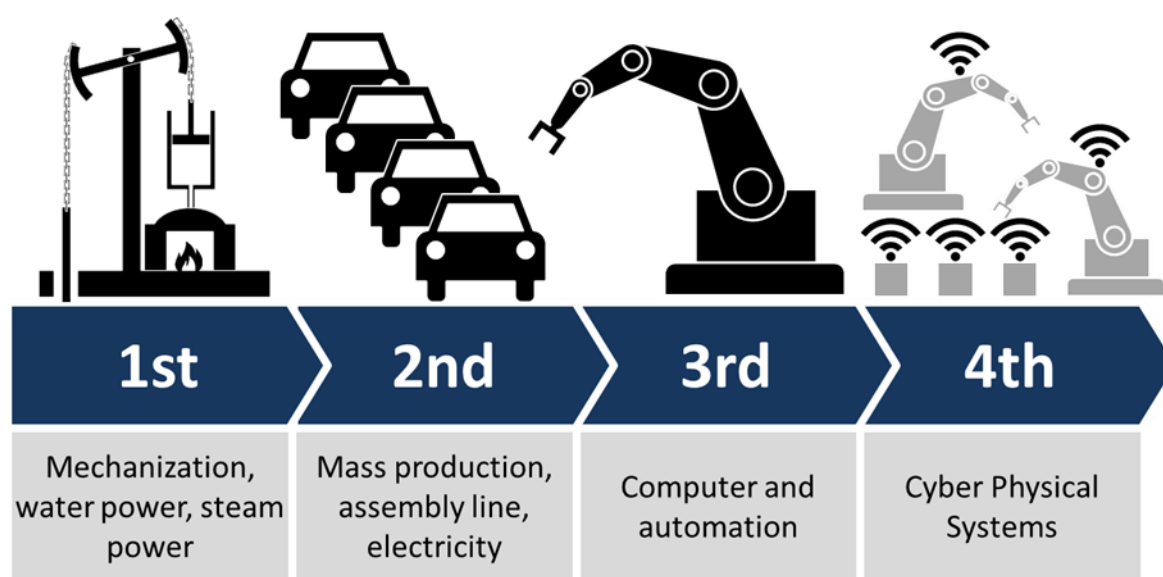 1st
2nd
3rd
4th
Mechanization,
water power, steam
power
Mass production,
assembly line,
electricity
Computer and
automation
Cyber Physical
Systems